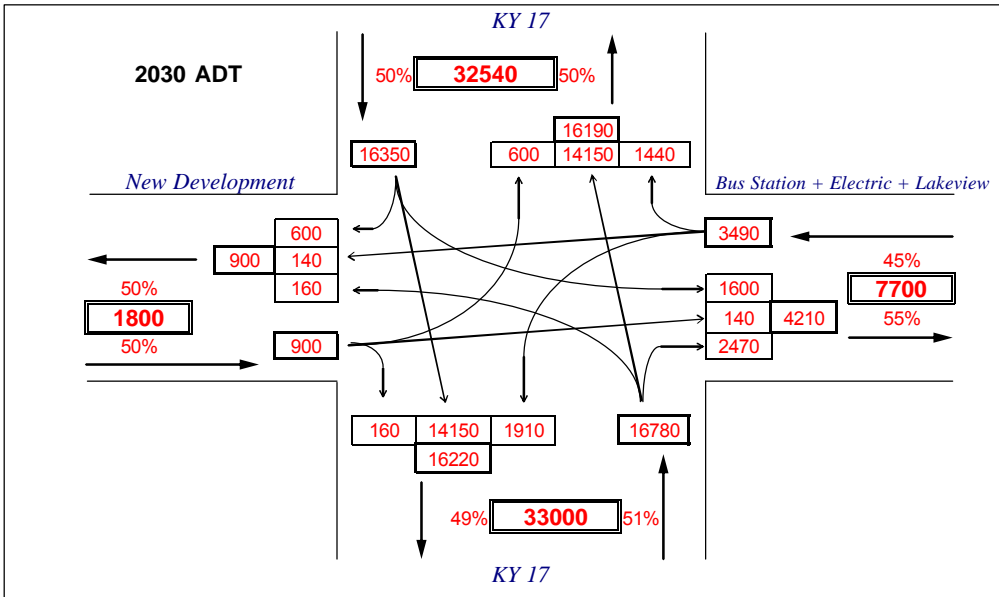 KY 17
2030 ADT
50% 32540 50%
16190
16350
600 14150 1440
New Development
Bus Station + Electric + Lakeview
600
3490
900 140
45%
50%
160
1600
7700
1800
140 4210
55%
50%
900
2470
160 14150 1910
16780
16220
49% 33000 51%
KY 17